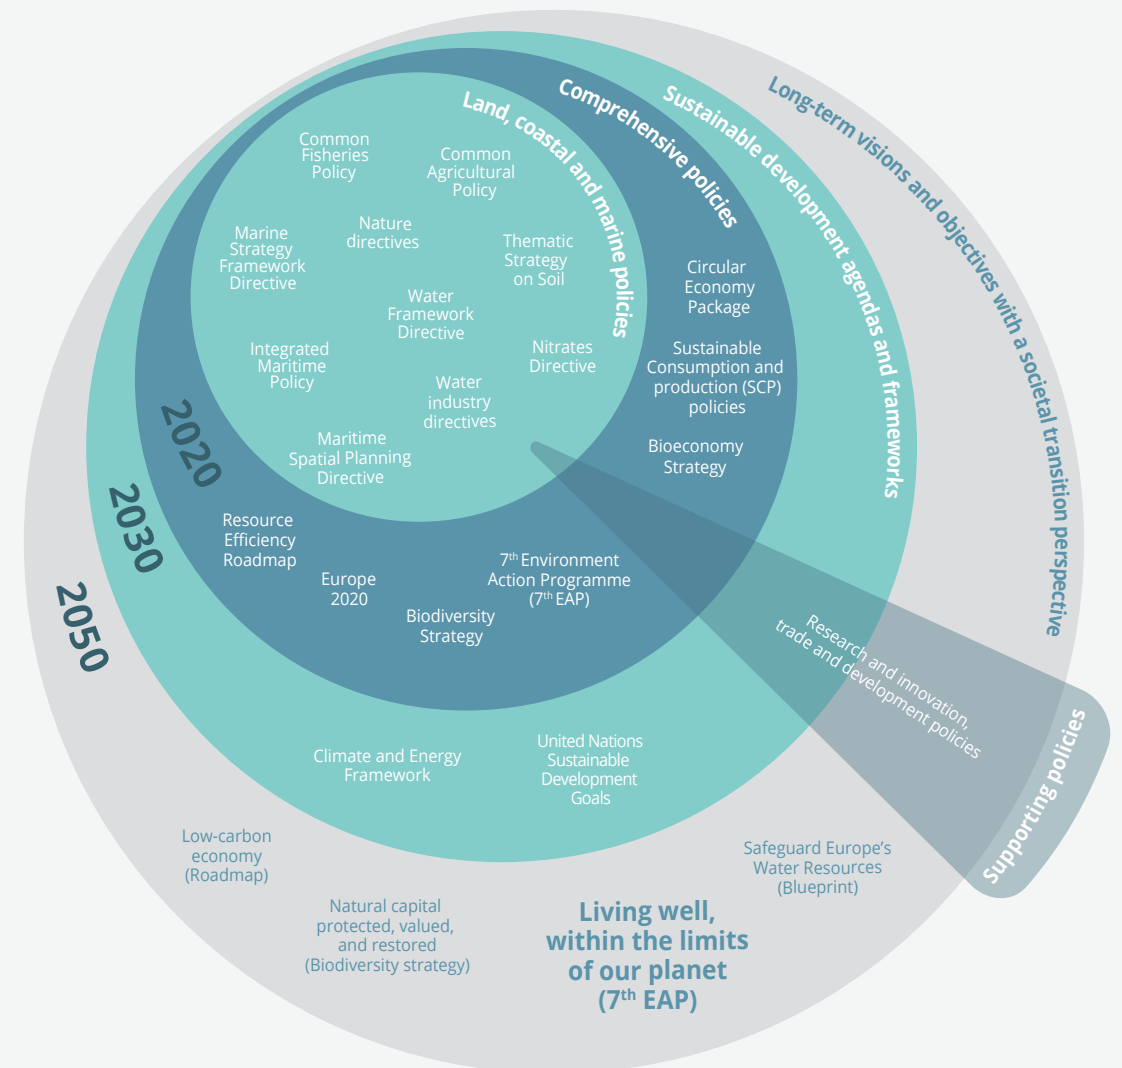 Land, coastal and marine policies
Common
Fisheries
Policy
Common
Agricultural
Policy
Marine
Strategy
Framework
Directive
Nature
directives
Thematic
Strategy
on Soil
Water
Framework
Directive
Integrated
Maritime
Policy
Nitrates
Directive
Water
industry
directives
Maritime
Spatial Planning
Directive
Comprehensive policies
Circular
Economy
Package
Sustainable
Consumption and
production (SCP)
policies
Bioeconomy
Strategy
2020
Resource
Efficiency
Roadmap
Europe
2020
7th Environment
Action Programme
(7th EAP)
Biodiversity
Strategy
Sustainable development agendas and frameworks
2030
Climate and Energy
Framework
United Nations
Sustainable
Development
Goals
Long-term visions and objectives with a societal transition perspective
2050
Low-carbon
economy
(Roadmap)
Natural capital
protected, valued,
and restored
(Biodiversity strategy)
Living well,
within the limits
of our planet
(7th EAP)
Safeguard Europe’s
Water Resources
(Blueprint)
Research and innovation,
trade and development policies
Supporting policies